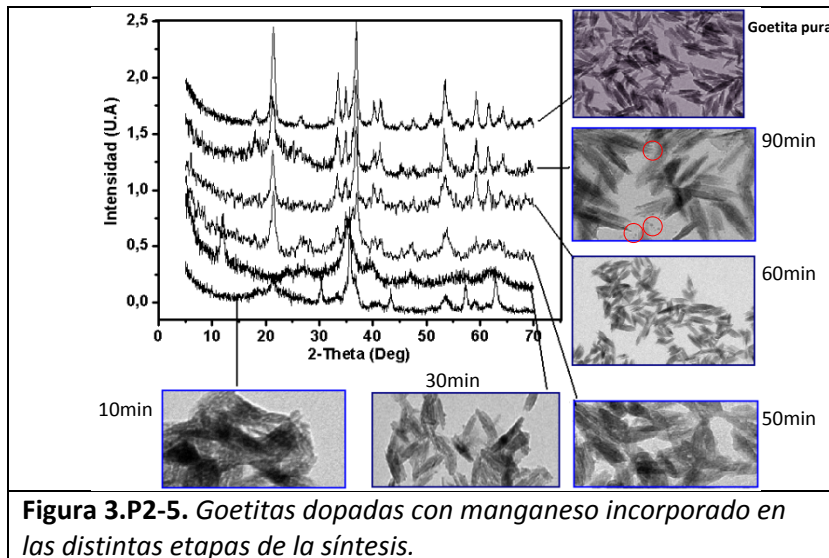 Goetita pura
90min
60min
50min
30min
10min
Intensidad (U.A)
2,5
2,0
1,5
1,0
0,5
0,0
0 10 20 30 40 50 60 70
2-Theta (Deg)
Figura 3.P2-5. Goetitas dopadas con manganeso incorporado en
las distintas etapas de la síntesis.